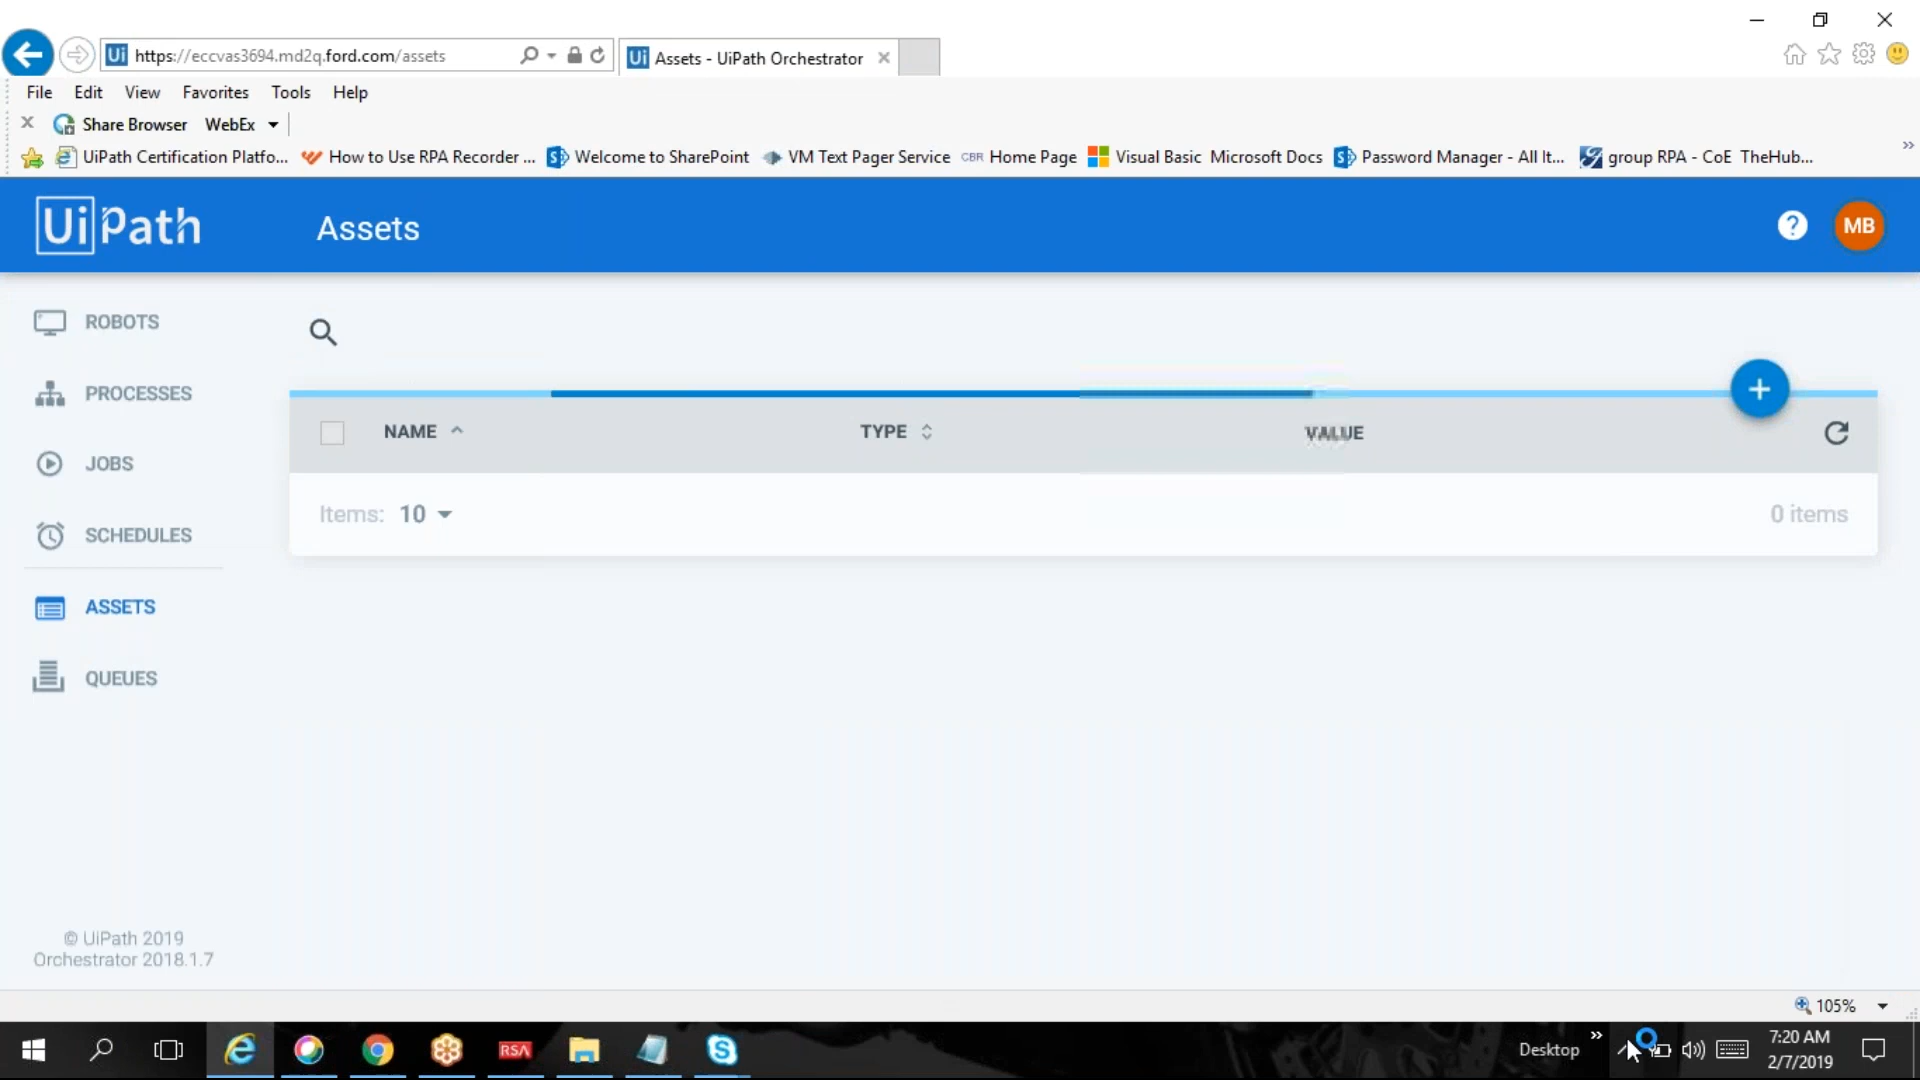 Ui https://eccvas3694.md2q.ford.com/assets
Ui Assets - UiPath Orchestrator
File Edit View Favorites Tools Help
Share Browser WebEx
UiPath Certification Platfo... How to Use RPA Recorder ... Welcome to SharePoint VM Text Pager Service CBR Home Page Visual Basic Microsoft Docs Password Manager - All It... group RPA - CoE TheHub...
UiPath
Assets
?
MB
ROBOTS
PROCESSES
JOBS
SCHEDULES
ASSETS
QUEUES
NAME TYPE VALUE
Items: 10
0 items
© UiPath 2019
Orchestrator 2018.1.7
105%
RSA
Desktop
7:20 AM
2/7/2019